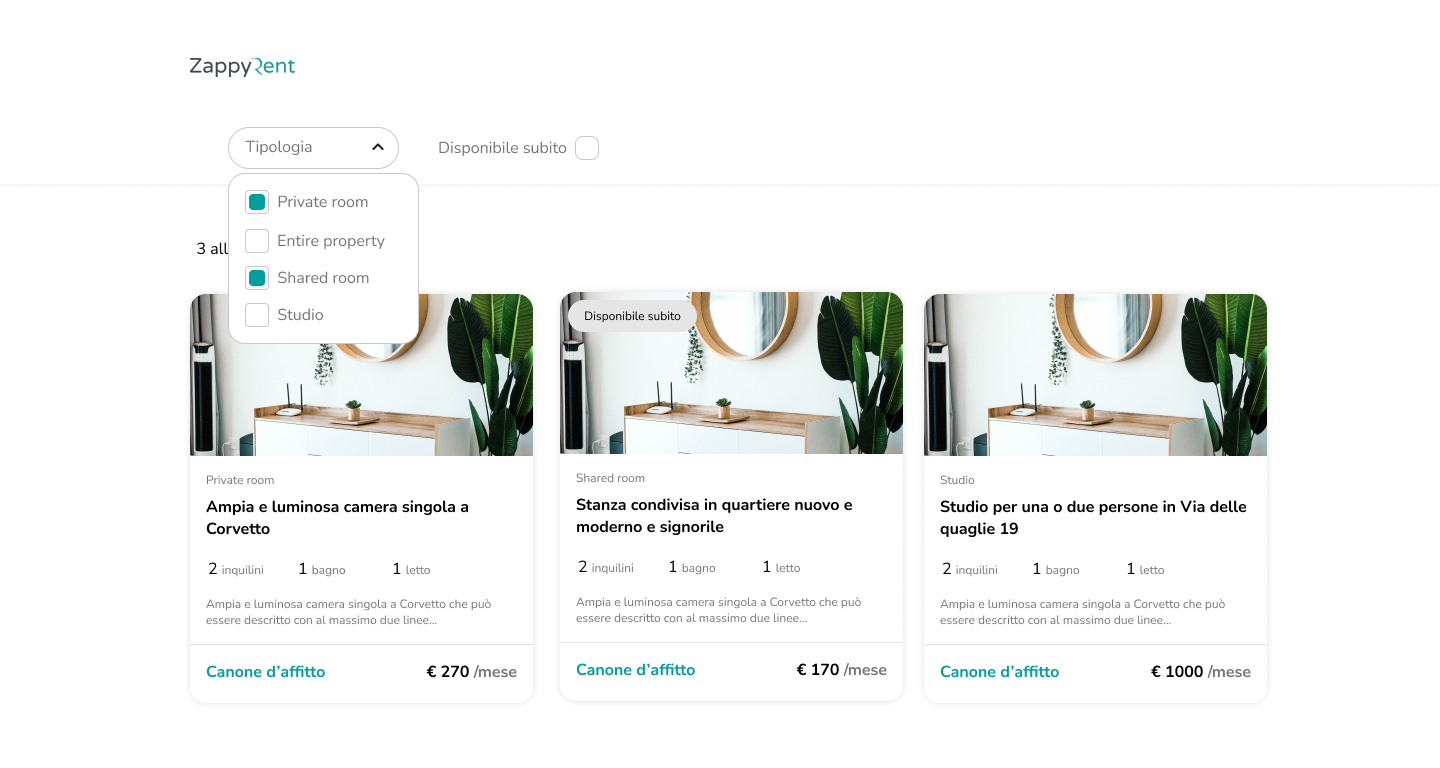 ZappyRent
Tipologia
Disponibile subito
Private room
Entire property
Shared room
Studio
3 all
Disponibile subito
Private room
Ampia e luminosa camera singola a
Corvetto
2 inquilini 1 bagno 1 letto
Ampia e luminosa camera singola a Corvetto che può
essere descritto con al massimo due linee...
Canone d’affitto € 270 /mese
Shared room
Stanza condivisa in quartiere nuovo e
moderno e signorile
2 inquilini 1 bagno 1 letto
Ampia e luminosa camera singola a Corvetto che può
essere descritto con al massimo due linee...
Canone d’affitto € 170 /mese
Studio
Studio per una o due persone in Via delle
quaglie 19
2 inquilini 1 bagno 1 letto
Ampia e luminosa camera singola a Corvetto che può
essere descritto con al massimo due linee...
Canone d’affitto € 1000 /mese